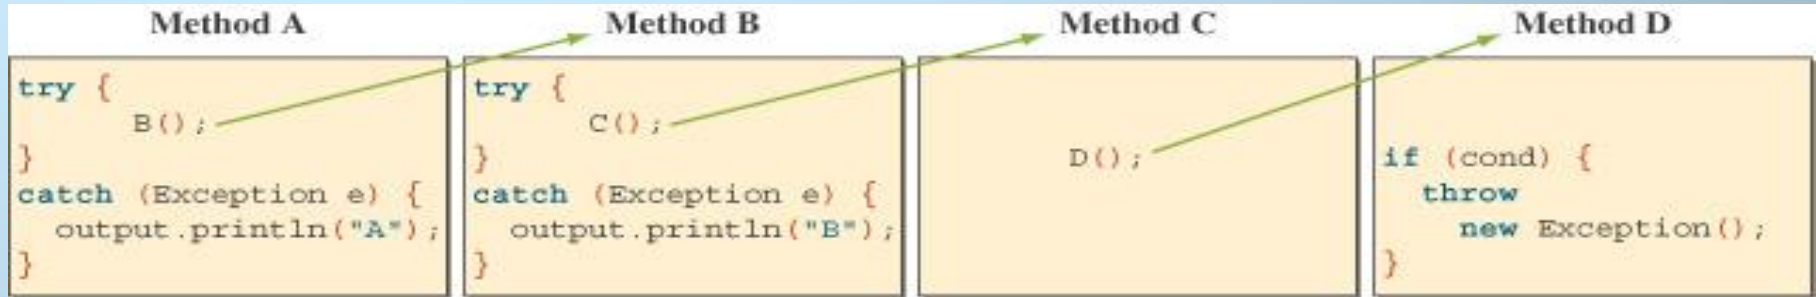 Method A
try {
B();
}
catch (Exception e) {
output.println("A");
}
Method B
try {
C();
}
catch (Exception e) {
output.println("B");
}
Method C
D();
Method D
if (cond) {
throw
new Exception();
}